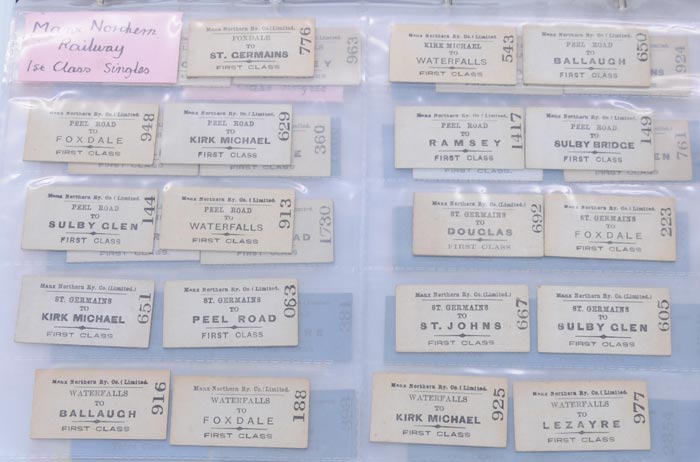 Manx Northern
Railway
1st Class Singles
Manx Northern Ry. Co. (Limited.
FOXDALE
TO
ST. GERMAINS
FIRST CLASS
776
963
Manx Northern Ry. Co. (Limited.
KIRK MICHAEL
TO
WATERFALLS
FIRST CLASS
543
Manx Northern Ry. Co. (Limited.
PEEL ROAD
TO
BALLAUGH
FIRST CLASS
650
924
Manx Northern Ry. Co. (Limited.
PEEL ROAD
TO
FOXDALE
FIRST CLASS
948
Manx Northern Ry. Co. (Limited.
PEEL ROAD
TO
KIRK MICHAEL
FIRST CLASS
629
360
Manx Northern Ry. Co. (Limited.
PEEL ROAD
TO
RAMSEY
FIRST CLASS
1417
Manx Northern Ry. Co. (Limited.
PEEL ROAD
TO
SULBY BRIDGE
FIRST CLASS
149
761
Manx Northern Ry. Co. (Limited.
PEEL ROAD
TO
SULBY GLEN
FIRST CLASS
144
Manx Northern Ry. Co. (Limited.
PEEL ROAD
TO
WATERFALLS
FIRST CLASS
913
1730
Manx Northern Ry. Co. (Limited.
ST. GERMAINS
TO
DOUGLAS
FIRST CLASS
692
Manx Northern Ry. Co. (Limited.
ST. GERMAINS
TO
FOXDALE
FIRST CLASS
223
Manx Northern Ry. Co. (Limited.
ST. GERMAINS
TO
KIRK MICHAEL
FIRST CLASS
651
Manx Northern Ry. Co. (Limited.
ST. GERMAINS
TO
PEEL ROAD
FIRST CLASS
063
381
Manx Northern Ry. Co. (Limited.
ST. GERMAINS
TO
ST. JOHNS
FIRST CLASS
667
Manx Northern Ry. Co. (Limited.
ST. GERMAINS
TO
SULBY GLEN
FIRST CLASS
605
Manx Northern Ry. Co. (Limited.
WATERFALLS
TO
BALLAUGH
FIRST CLASS
916
Manx Northern Ry. Co. (Limited.
WATERFALLS
TO
FOXDALE
FIRST CLASS
188
Manx Northern Ry. Co. (Limited.
WATERFALLS
TO
KIRK MICHAEL
FIRST CLASS
925
Manx Northern Ry. Co. (Limited.
WATERFALLS
TO
LEZAYRE
FIRST CLASS
977